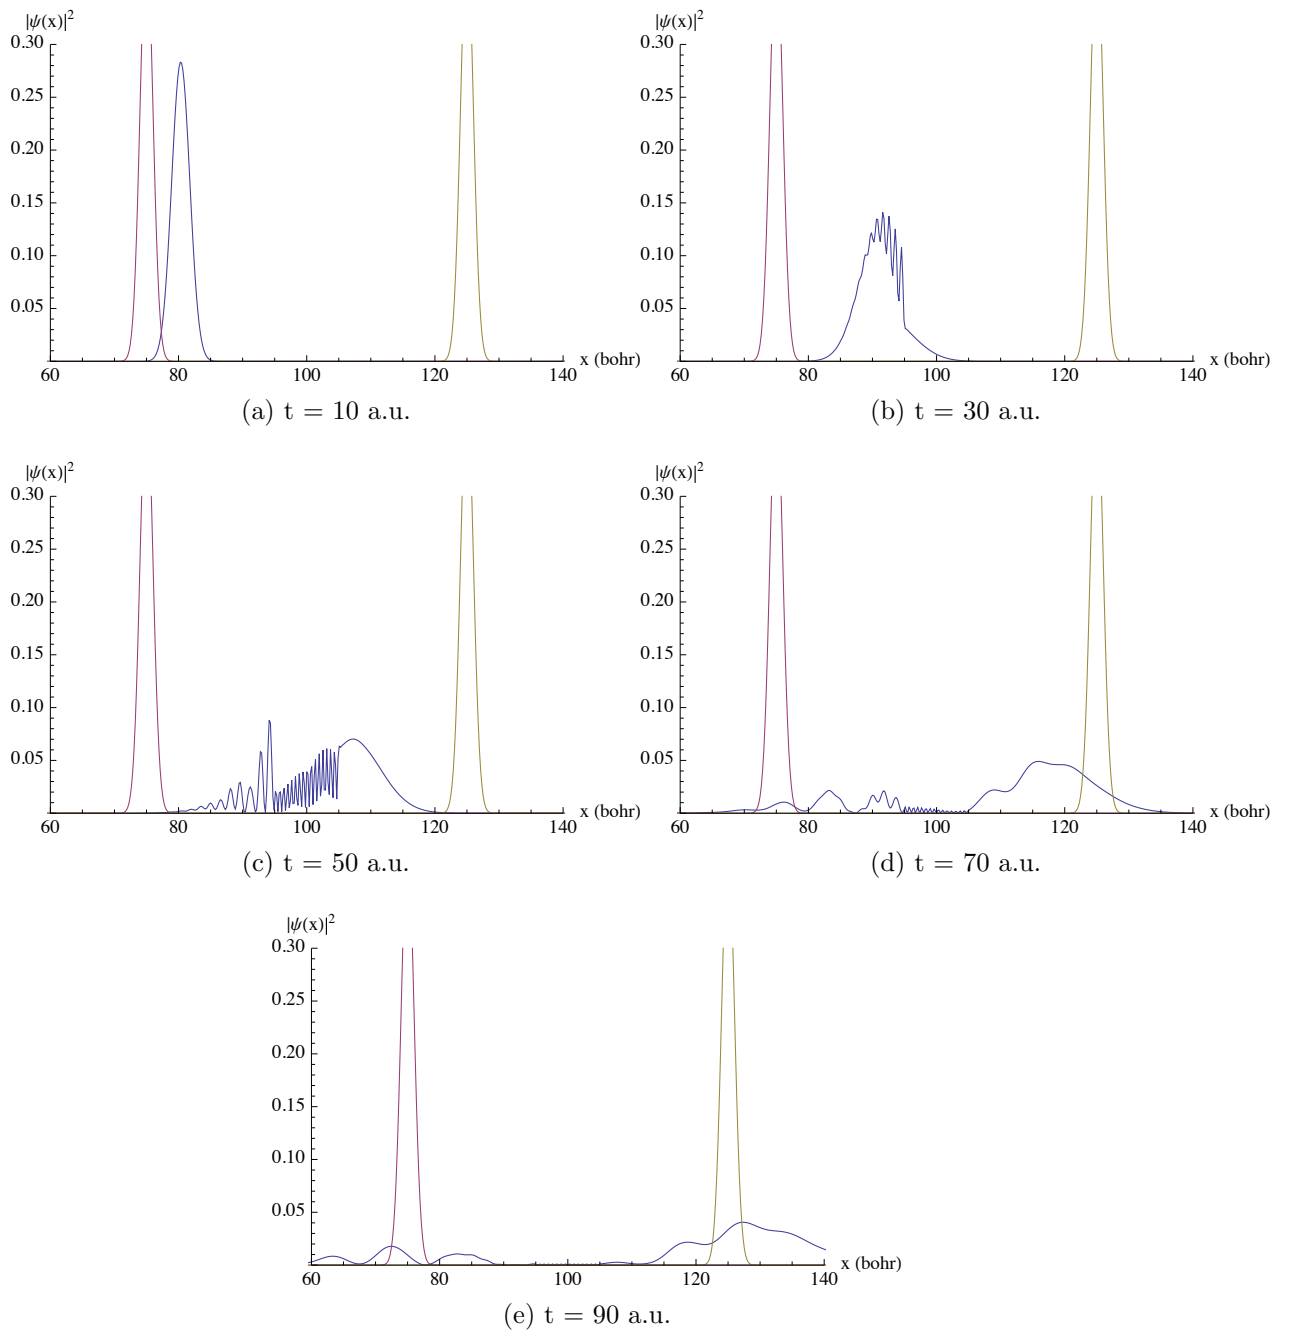 |ψ(x)|² |ψ(x)|²
0.30 0.30
0.25 0.25
0.20 0.20
0.15 0.15
0.10 0.10
0.05 0.05
60 80 100 120 140 x (bohr) 60 80 100 120 140 x (bohr)
(a) t = 10 a.u. (b) t = 30 a.u.
|ψ(x)|² |ψ(x)|²
0.30 0.30
0.25 0.25
0.20 0.20
0.15 0.15
0.10 0.10
0.05 0.05
60 80 100 120 140 x (bohr) 60 80 100 120 140 x (bohr)
(c) t = 50 a.u. (d) t = 70 a.u.
|ψ(x)|²
0.30
0.25
0.20
0.15
0.10
0.05
60 80 100 120 140 x (bohr)
(e) t = 90 a.u.